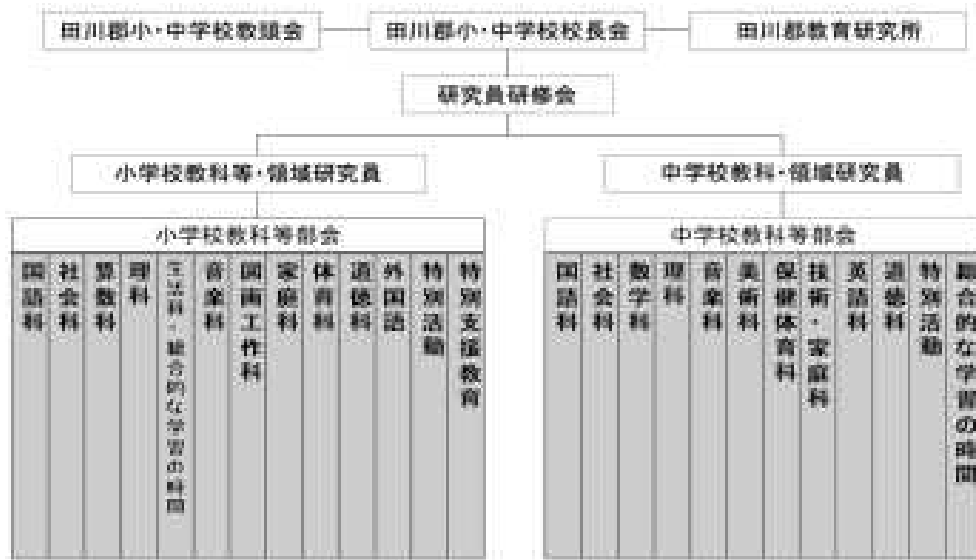 田川郡小・中学校教頭会
田川郡小・中学校校長会
田川郡教育研究所
研究員研修会
小学校教科等・領域研究員
中学校教科・領域研究員
小学校教科等部会
国語科
社会科
算数科
理科
生活科・総合的な学習の時間
音楽科
図画工作科
家庭科
体育科
道徳科
外国語
特別活動
特別支援教育
中学校教科等部会
国語科
社会科
数学科
理科
音楽科
美術科
保健体育科
技術・家庭科
英語科
道徳科
特別活動
総合的な学習の時間